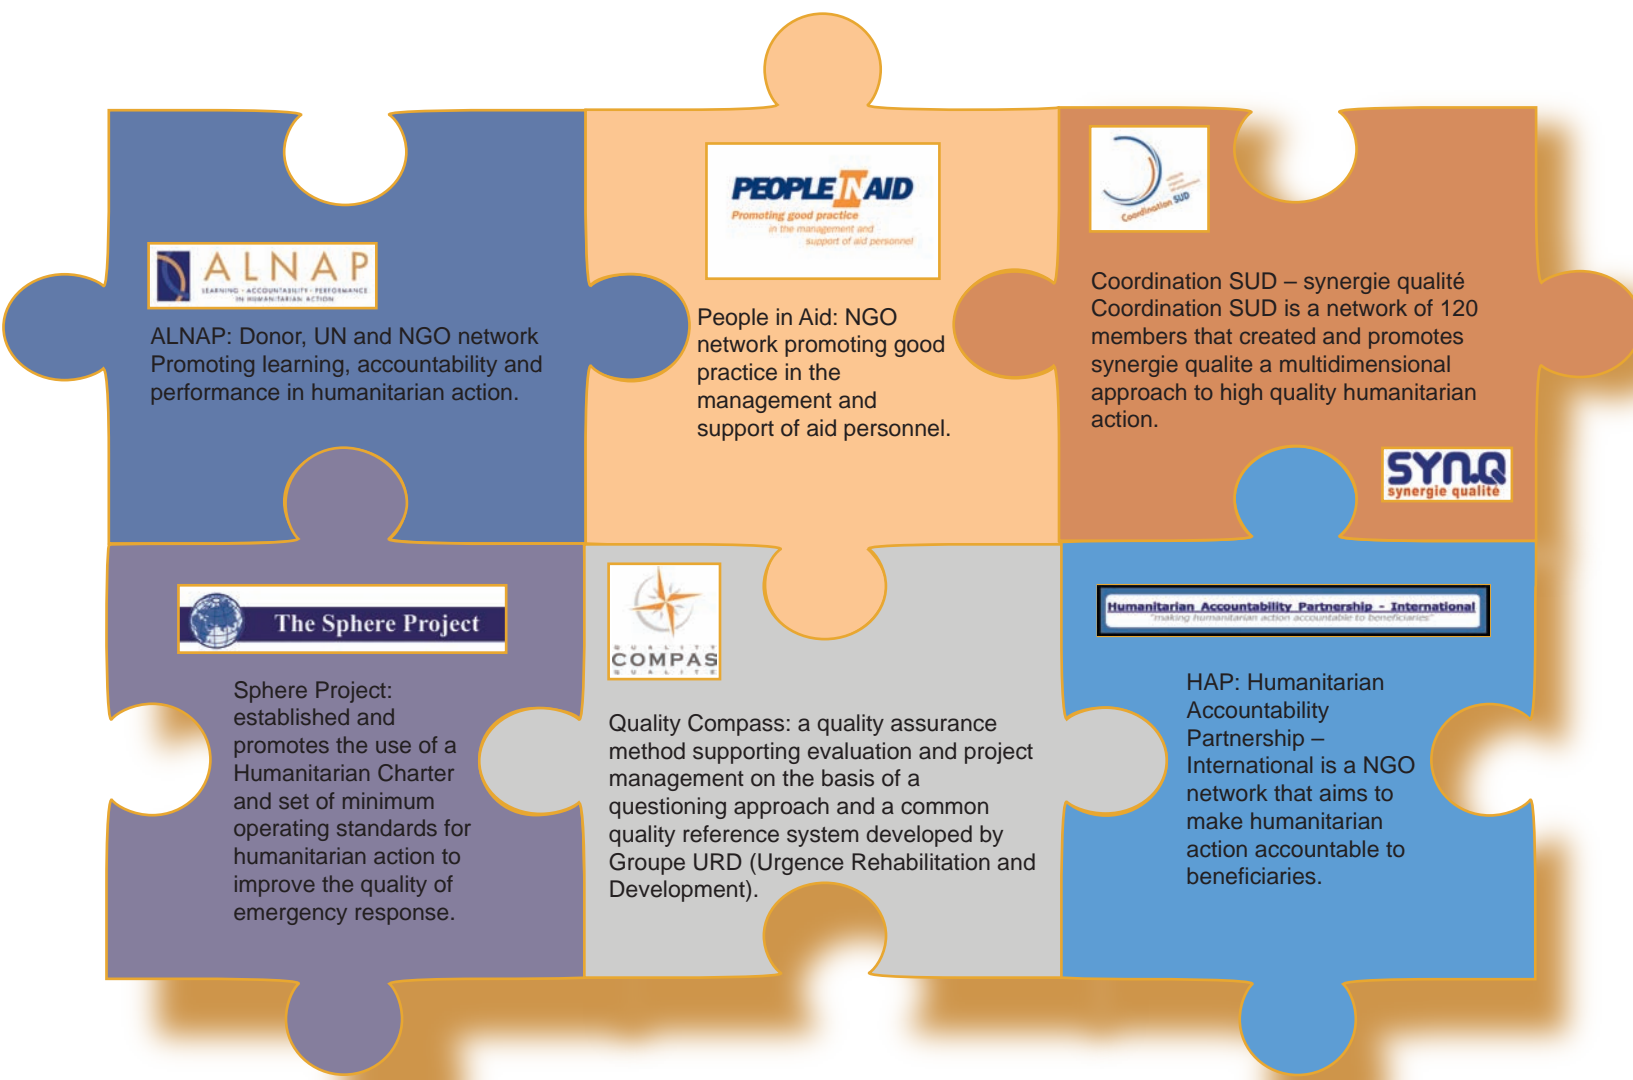 ALNAP
LEARNING · ACCOUNTABILITY · PERFORMANCE
IN HUMANITARIAN ACTION
ALNAP: Donor, UN and NGO network
Promoting learning, accountability and
performance in humanitarian action.
PEOPLE IN AID
Promoting good practice
in the management and
support of aid personnel
People in Aid: NGO
network promoting good
practice in the
management and
support of aid personnel.
Coordination SUD
Coordination SUD – synergie qualité
Coordination SUD is a network of 120
members that created and promotes
synergie qualite a multidimensional
approach to high quality humanitarian
action.
SYN.Q
synergie qualité
The Sphere Project
Sphere Project:
established and
promotes the use of a
Humanitarian Charter
and set of minimum
operating standards for
humanitarian action to
improve the quality of
emergency response.
QUALITY
COMPAS
QUALITE
Quality Compass: a quality assurance
method supporting evaluation and project
management on the basis of a
questioning approach and a common
quality reference system developed by
Groupe URD (Urgence Rehabilitation and
Development).
Humanitarian Accountability Partnership - International
"making humanitarian action accountable to beneficiaries"
HAP: Humanitarian
Accountability
Partnership –
International is a NGO
network that aims to
make humanitarian
action accountable to
beneficiaries.